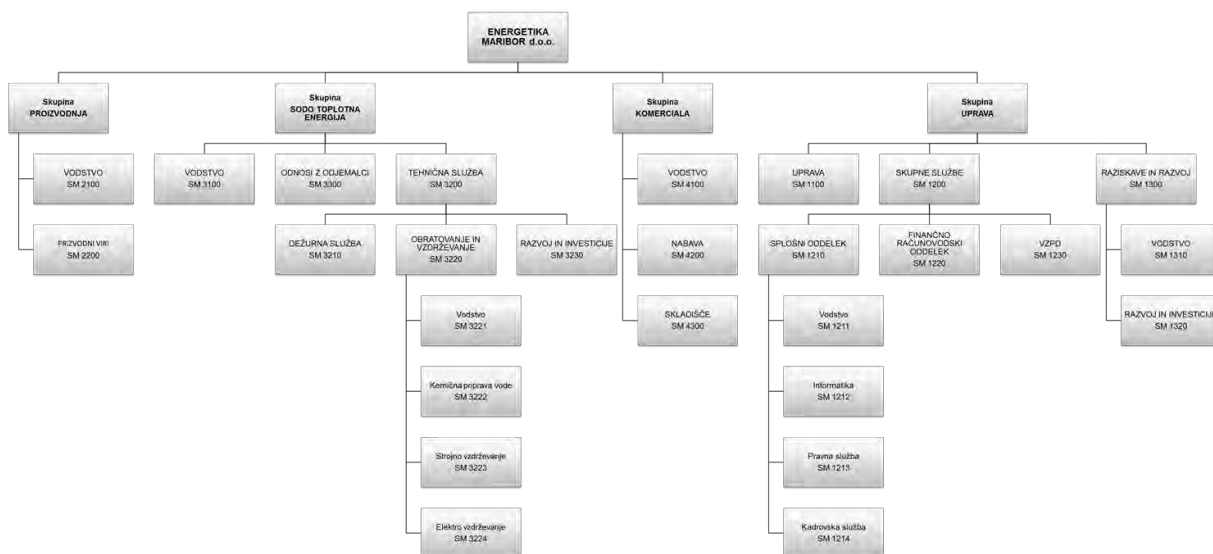 ENERGETIKA
MARIBOR d.o.o.
Skupina
PROIZVODNJA
Skupina
SODO TOPLOTNA
ENERGIJA
Skupina
KOMERCIALA
Skupina
UPRAVA
VODSTVO
SM 2100
VODSTVO
SM 3100
ODNOSI Z ODJEMALCI
SM 3300
TEHNIČNA SLUŽBA
SM 3200
VODSTVO
SM 4100
UPRAVA
SM 1100
SKUPNE SLUŽBE
SM 1200
RAZISKAVE IN RAZVOJ
SM 1300
PRIZVODNI VIRI
SM 2200
DEŽURNA SLUŽBA
SM 3210
OBRATOVANJE IN
VZDRŽEVANJE
SM 3220
RAZVOJ IN INVESTICIJE
SM 3230
NABAVA
SM 4200
SPLOŠNI ODDELEK
SM 1210
FINANČNO
RAČUNOVODSKI
ODDELEK
SM 1220
VZPD
SM 1230
VODSTVO
SM 1310
Vodstvo
SM 3221
SKLADIŠČE
SM 4300
Vodstvo
SM 1211
RAZVOJ IN INVESTICIJE
SM 1320
Kemična priprava vode
SM 3222
Informatika
SM 1212
Strojno vzdrževanje
SM 3223
Pravna služba
SM 1213
Elektro vzdrževanje
SM 3224
Kadrovska služba
SM 1214